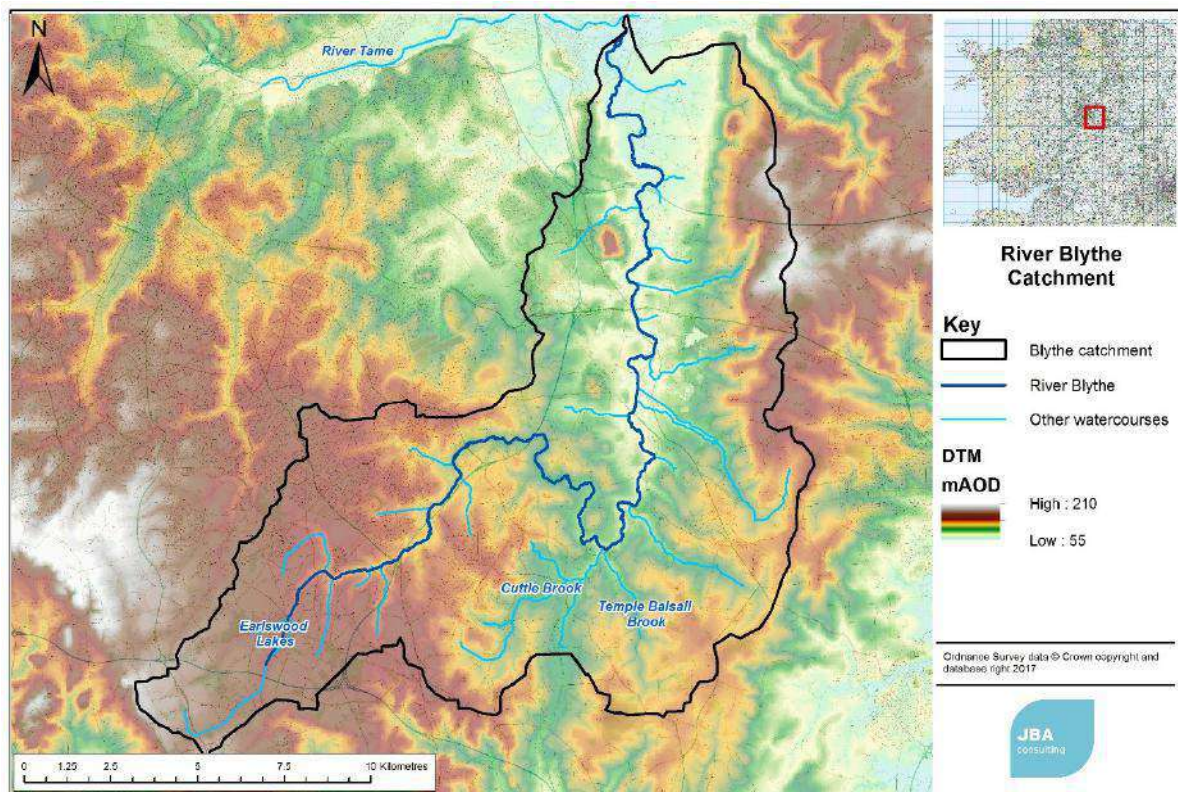 N
River Tame
Cuttle Brook
Temple Balsall
Brook
Earlswood
Lakes
0 1.25 2.5 5 7.5 10 Kilometres
River Blythe
Catchment
Key
Blythe catchment
River Blythe
Other watercourses
DTM
mAOD
High : 210
Low : 55
Ordnance Survey data © Crown copyright and
database right 2017
JBA
consulting